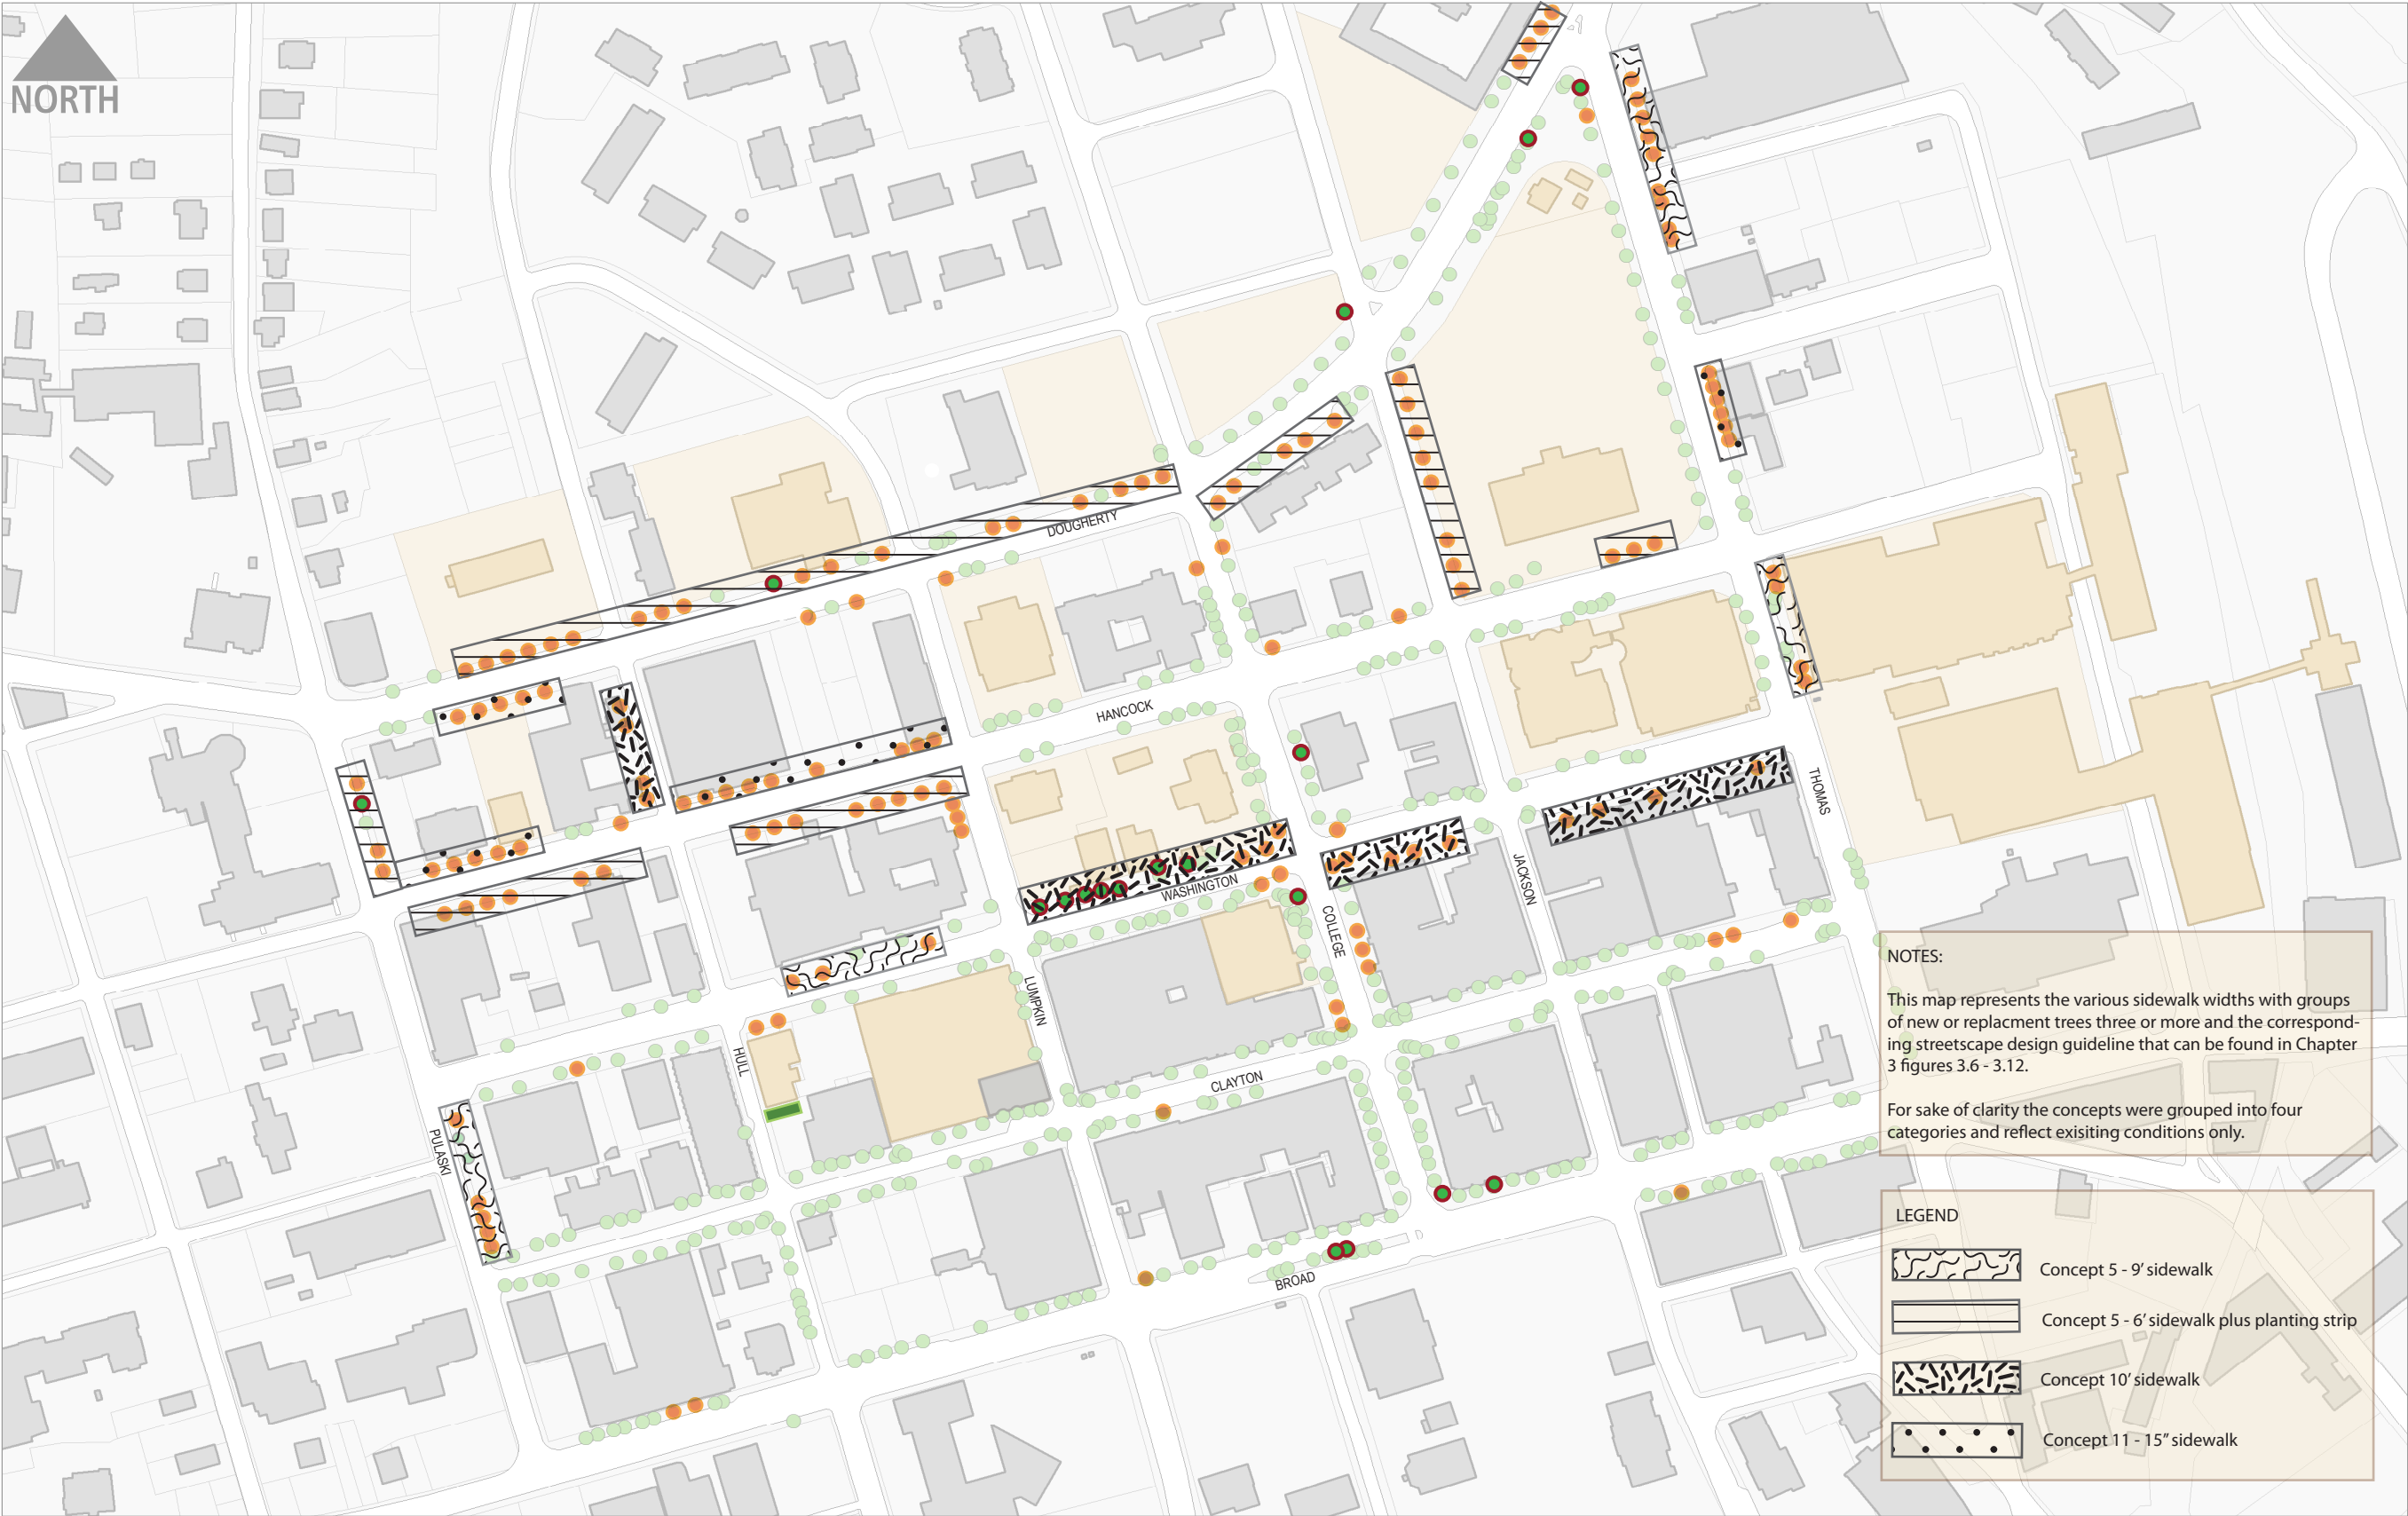 NORTH
DOUGHERTY
HANCOCK
THOMAS
WASHINGTON
JACKSON
COLLEGE
LUMPKIN
HULL
CLAYTON
PULASKI
BROAD
NOTES:
This map represents the various sidewalk widths with groups
of new or replacment trees three or more and the correspond-
ing streetscape design guideline that can be found in Chapter
3 figures 3.6 - 3.12.
For sake of clarity the concepts were grouped into four
categories and reflect exisiting conditions only.
LEGEND
Concept 5 - 9' sidewalk
Concept 5 - 6' sidewalk plus planting strip
Concept 10' sidewalk
Concept 11 - 15" sidewalk